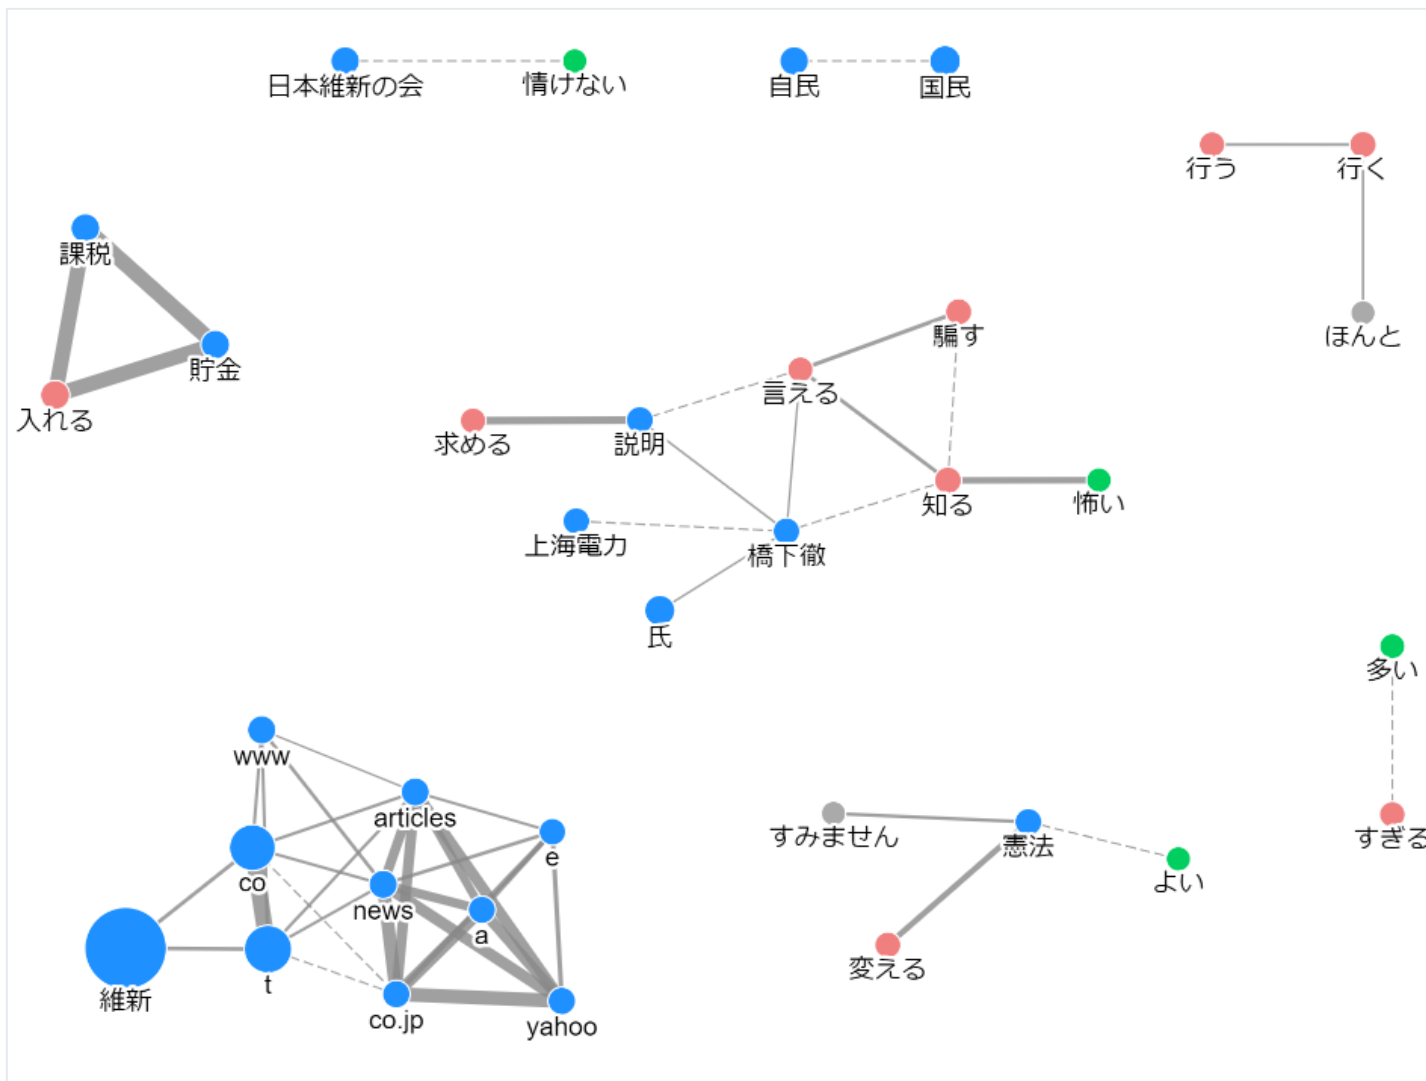 日本維新の会
情けない
自民
国民
行う
行く
課税
ほんと
騙す
貯金
言える
入れる
求める
説明
知る
怖い
上海電力
橋下徹
氏
多い
www
articles
すみません
憲法
すぎる
e
co
よい
news
a
変える
t
維新
co.jp
yahoo